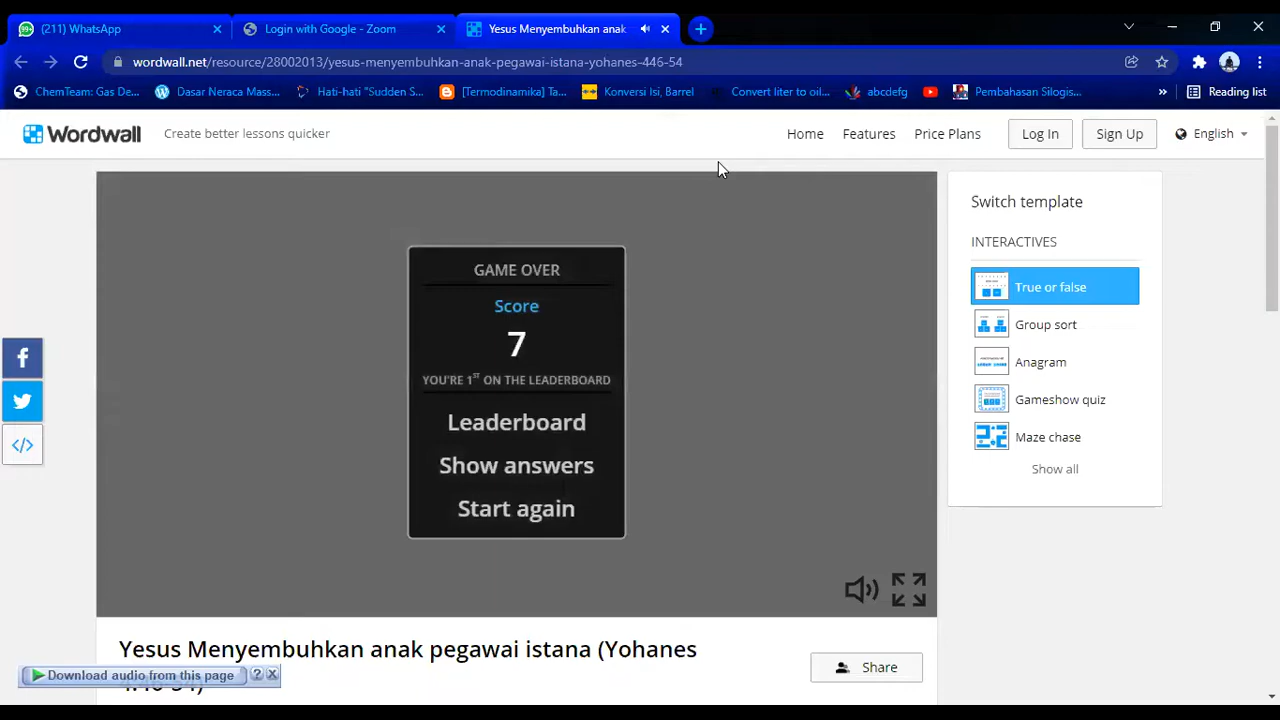 (211) WhatsApp
Login with Google - Zoom
Yesus Menyembuhkan anak
wordwall.net/resource/28002013/yesus-menyembuhkan-anak-pegawai-istana-yohanes-446-54
ChemTeam: Gas De...
Dasar Neraca Mass...
Hati-hati "Sudden S...
[Termodinamika] Ta...
Konversi Isi, Barrel
Convert liter to oil...
abcdefg
Pembahasan Silogis...
»
Reading list
Wordwall
Create better lessons quicker
Home
Features
Price Plans
Log In
Sign Up
English
GAME OVER
Score
7
YOU'RE 1ST ON THE LEADERBOARD
Leaderboard
Show answers
Start again
Switch template
INTERACTIVES
True or false
Group sort
Anagram
Gameshow quiz
Maze chase
Show all
Yesus Menyembuhkan anak pegawai istana (Yohanes
Share
Download audio from this page